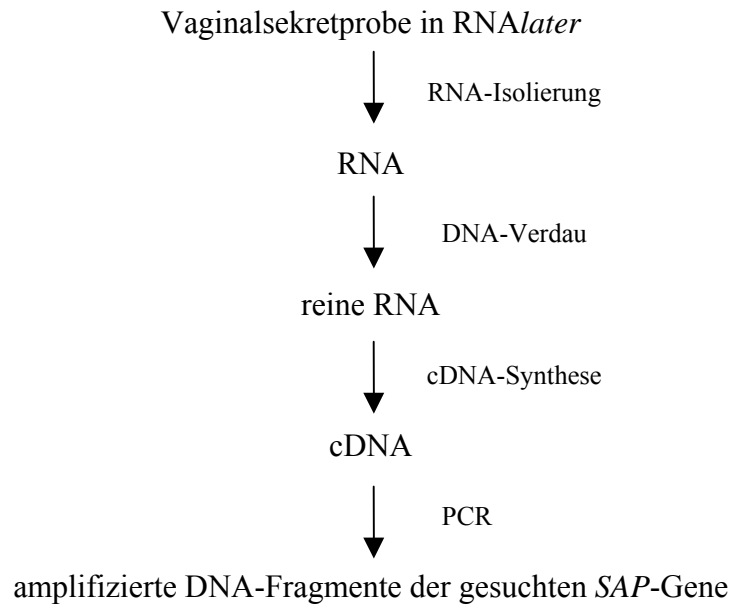 Vaginalsekretprobe in RNAlater
RNA-Isolierung
RNA
DNA-Verdau
reine RNA
cDNA-Synthese
cDNA
PCR
amplifizierte DNA-Fragmente der gesuchten SAP-Gene